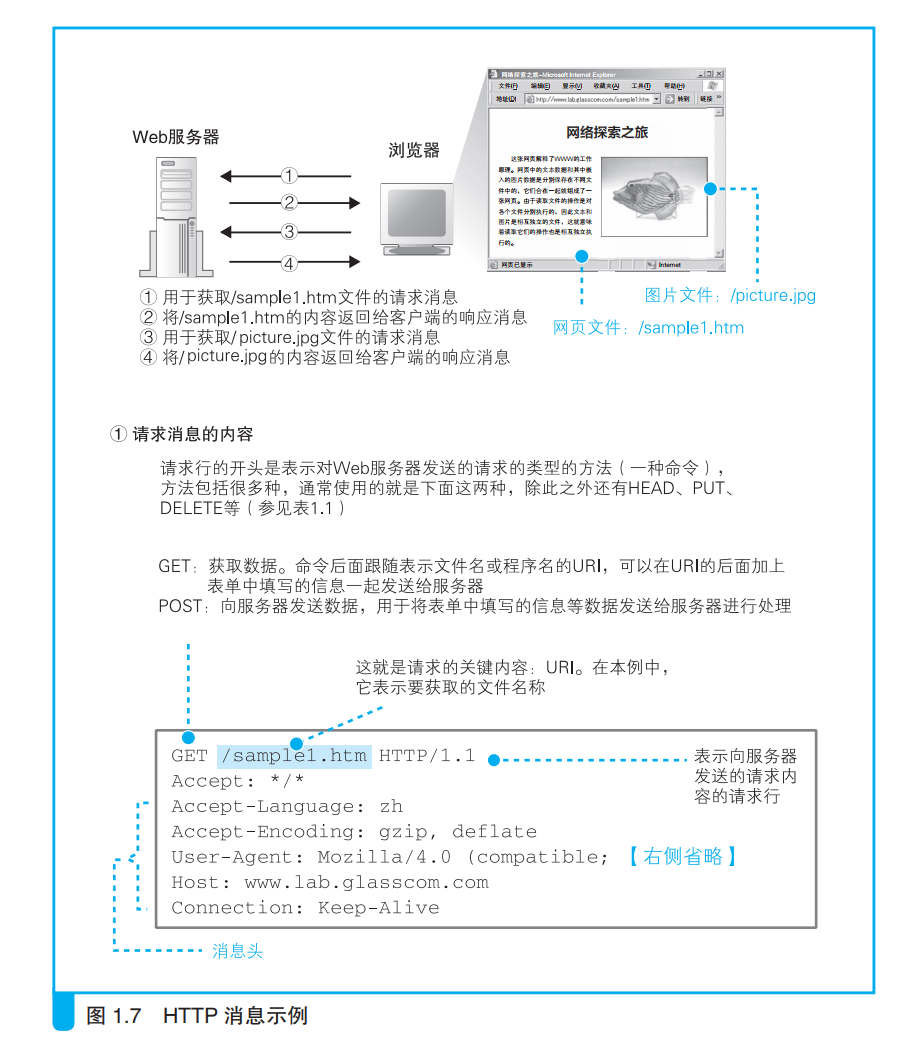 网络探索之旅-Microsoft Internet Explorer
文件(F) 编辑(E) 显示(V) 收藏夹(A) 工具(T) 帮助(H)
地址(D) http://www.lab.glasscom.com/sample1.htm 转到 链接 »
网络探索之旅
这张网页解释了WWW的工作
原理。网页中的文本数据和其中嵌
入的图片数据是分别保存在不同文
件中的，它们合在一起就组成了一
张网页。由于读取文件的操作是对
各个文件分别执行的，因此文本和
图片是相互独立的文件，这就意味
着读取它们的操作也是相互独立执
行的。
网页已显示 Internet
Web服务器
浏览器
①
②
③
④
图片文件：/picture.jpg
网页文件：/sample1.htm
① 用于获取/sample1.htm文件的请求消息
② 将/sample1.htm的内容返回给客户端的响应消息
③ 用于获取/picture.jpg文件的请求消息
④ 将/picture.jpg的内容返回给客户端的响应消息
① 请求消息的内容
请求行的开头是表示对Web服务器发送的请求的类型的方法（一种命令），
方法包括很多种，通常使用的就是下面这两种，除此之外还有HEAD、PUT、
DELETE等（参见表1.1）
GET：获取数据。命令后面跟随表示文件名或程序名的URI，可以在URI的后面加上
表单中填写的信息一起发送给服务器
POST：向服务器发送数据，用于将表单中填写的信息等数据发送给服务器进行处理
这就是请求的关键内容：URI。在本例中，
它表示要获取的文件名称
GET /sample1.htm HTTP/1.1
Accept: */*
Accept-Language: zh
Accept-Encoding: gzip, deflate
User-Agent: Mozilla/4.0 (compatible; 【右侧省略】
Host: www.lab.glasscom.com
Connection: Keep-Alive
表示向服务器
发送的请求内
容的请求行
消息头
图 1.7 HTTP 消息示例